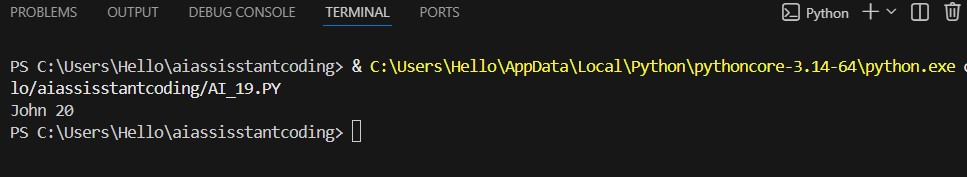 PROBLEMS OUTPUT DEBUG CONSOLE TERMINAL PORTS Python
PS C:\Users\Hello\aiassisstantcoding> & C:\Users\Hello\AppData\Local\Python\pythoncore-3.14-64\python.exe
lo/aiassisstantcoding/AI_19.PY
John 20
PS C:\Users\Hello\aiassisstantcoding>